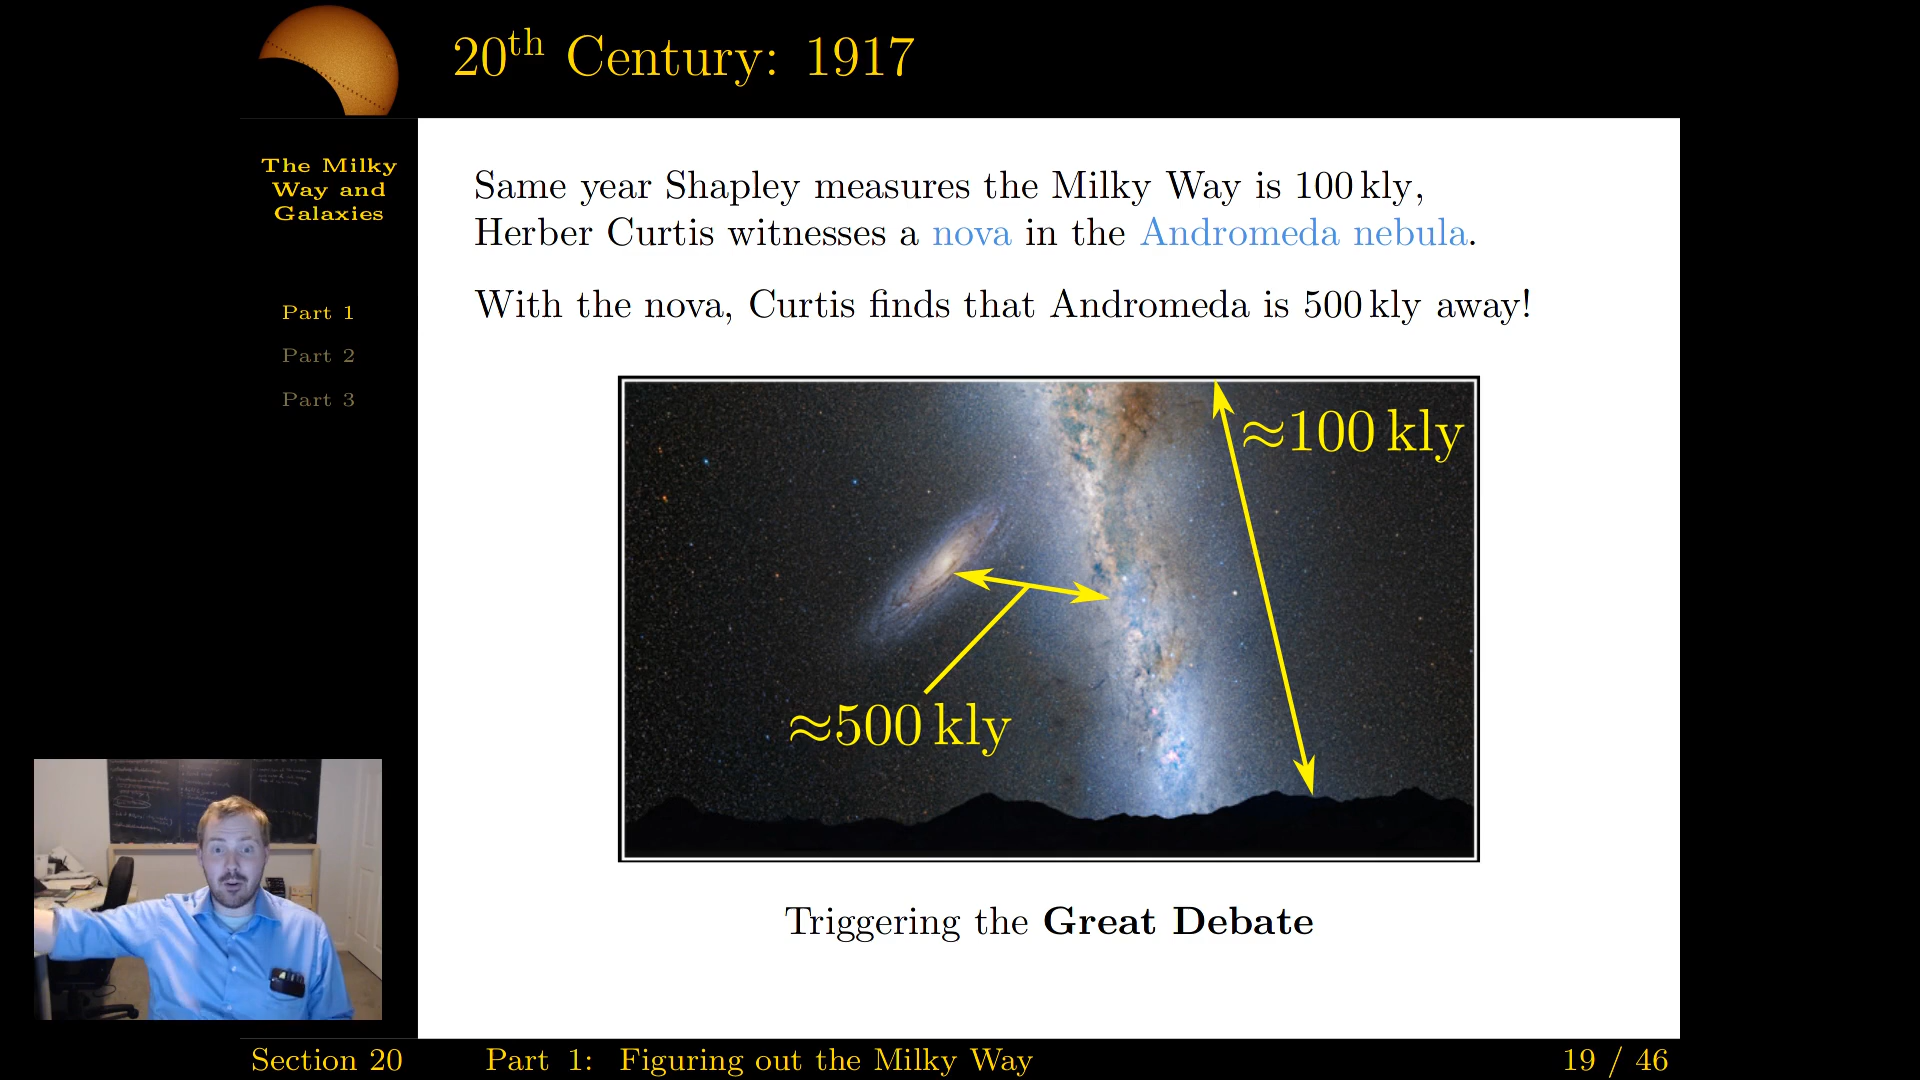 20th Century: 1917
The Milky
Way and
Galaxies
Part 1
Part 2
Part 3
Same year Shapley measures the Milky Way is 100 kly,
Herber Curtis witnesses a nova in the Andromeda nebula.
With the nova, Curtis finds that Andromeda is 500 kly away!
≈100 kly
≈500 kly
Triggering the Great Debate
Section 20
Part 1: Figuring out the Milky Way
19 / 46